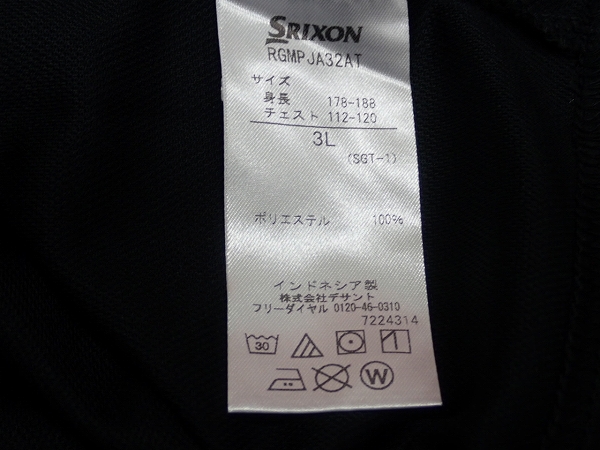 SRIXON
RGMPJA32AT
サイズ
身長 178-188
チェスト 112-120
3L
(SGT-1)
ポリエステル 100%
インドネシア製
株式会社デサント
フリーダイヤル 0120-46-0310
7224314
30
W